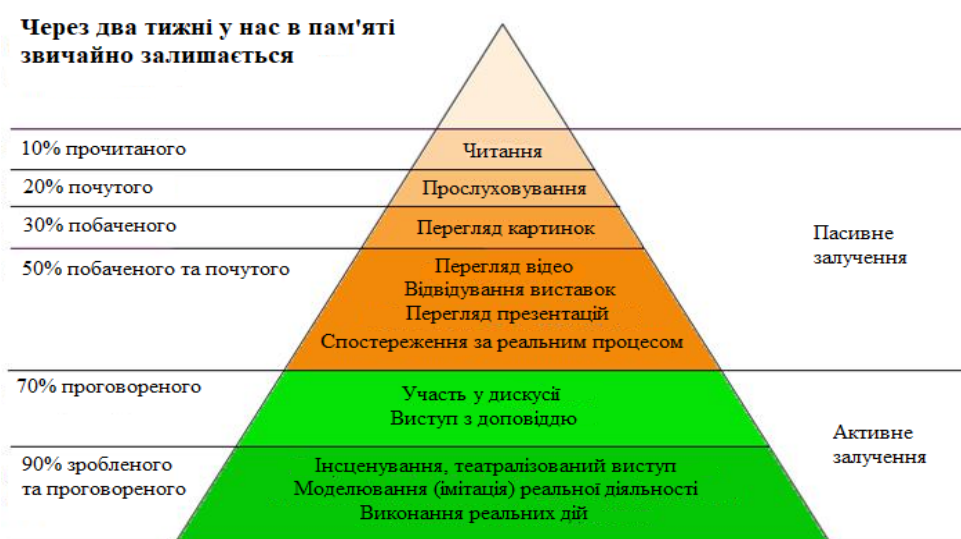 Через два тижні у нас в пам'яті
звичайно залишається
10% прочитаного
Читання
20% почутого
Прослуховування
30% побаченого
Перегляд картинок
Пасивне
залучення
50% побаченого та почутого
Перегляд відео
Відвідування виставок
Перегляд презентацій
Спостереження за реальним процесом
70% проговореного
Участь у дискусії
Виступ з доповіддю
Активне
залучення
90% зробленого
та проговореного
Інсценування, театралізований виступ
Моделювання (імітація) реальної діяльності
Виконання реальних дій